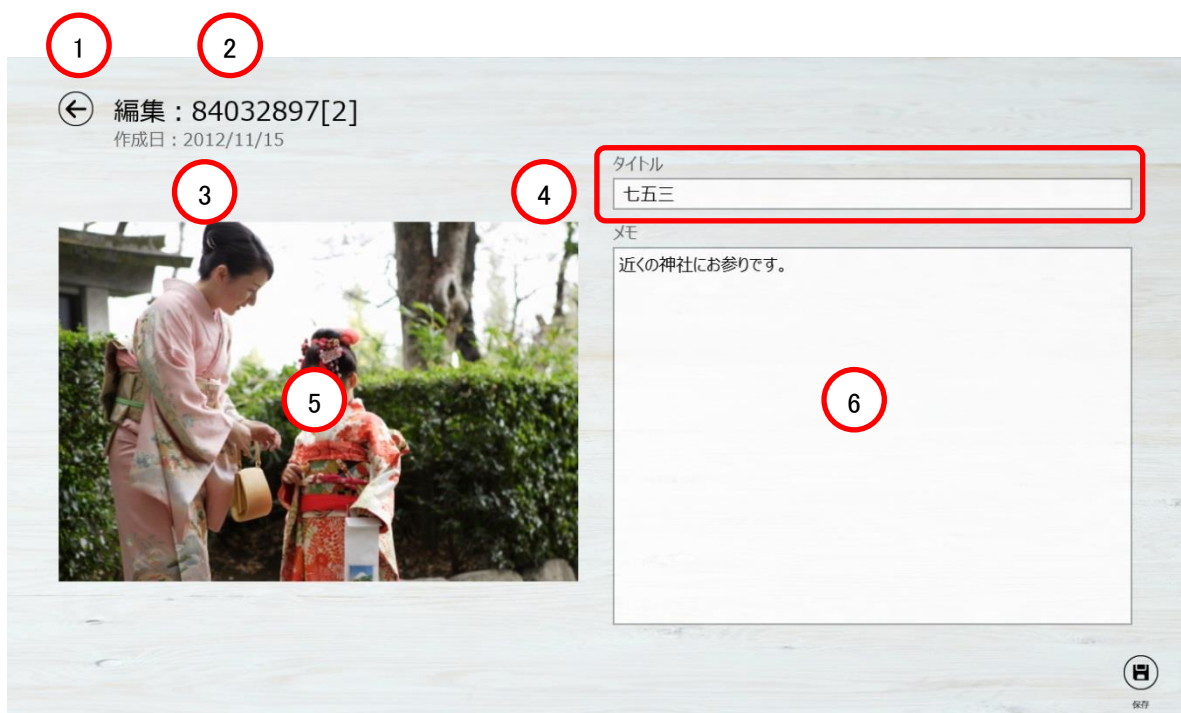 1
2
編集：84032897[2]
作成日：2012/11/15
3
4
タイトル
七五三
メモ
近くの神社にお参りです。
5
6
保存